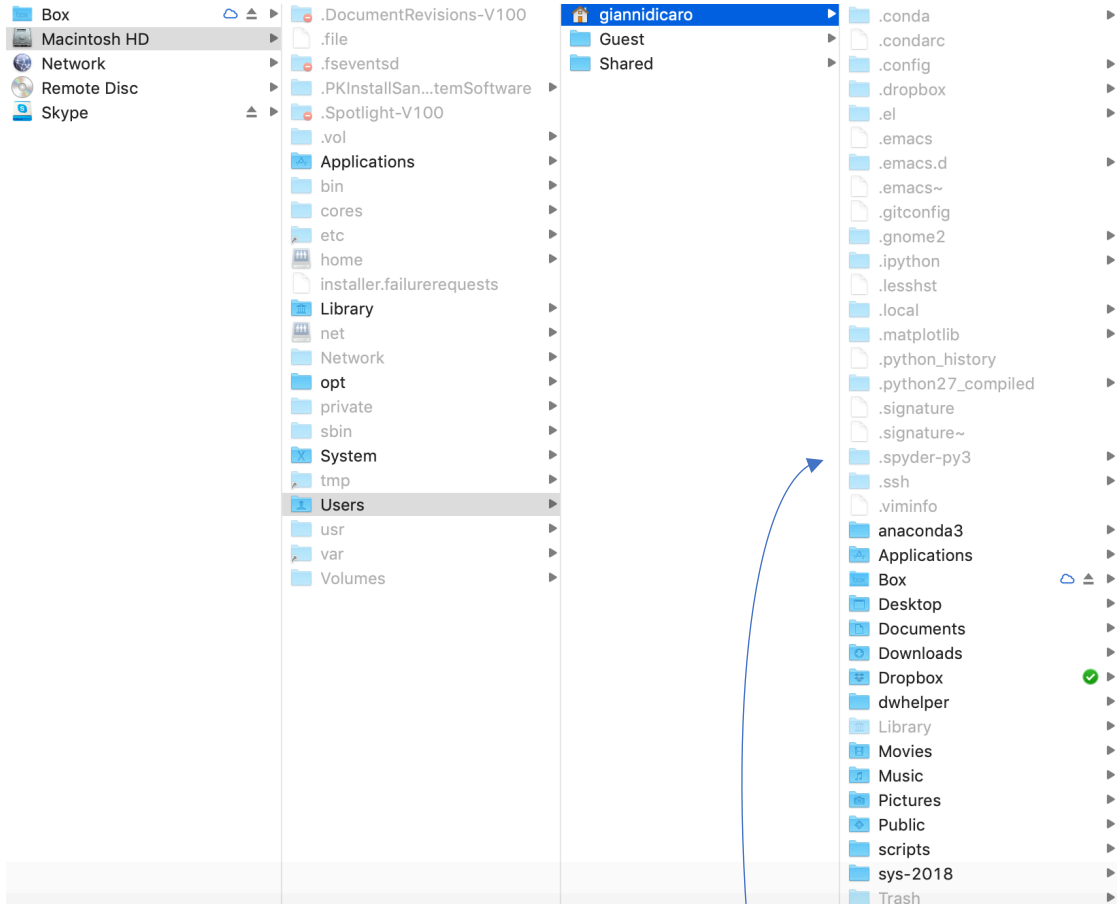 Box
Macintosh HD
Network
Remote Disc
Skype
.DocumentRevisions-V100
.file
.fseventsd
.PKInstallSan...temSoftware
.Spotlight-V100
.vol
Applications
bin
cores
etc
home
installer.failurerequests
Library
net
Network
opt
private
sbin
System
tmp
Users
usr
var
Volumes
giannidicaro
Guest
Shared
.conda
.condarc
.config
.dropbox
.el
.emacs
.emacs.d
.emacs~
.gitconfig
.gnome2
.ipython
.lesshst
.local
.matplotlib
.python_history
.python27_compiled
.signature
.signature~
.spyder-py3
.ssh
.viminfo
anaconda3
Applications
Box
Desktop
Documents
Downloads
Dropbox
dwhelper
Library
Movies
Music
Pictures
Public
scripts
sys-2018
Trash